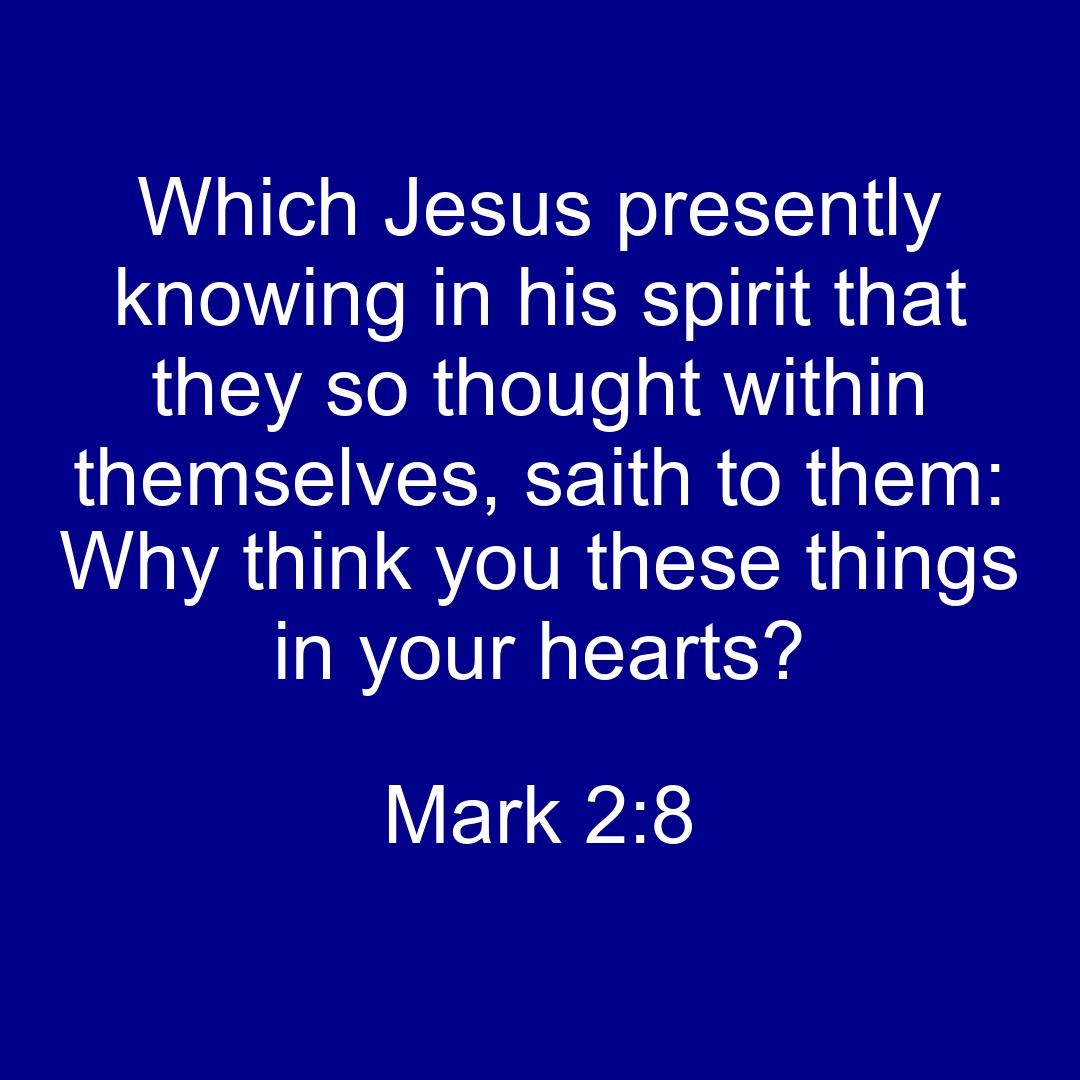 Which Jesus presently
knowing in his spirit that
they so thought within
themselves, saith to them:
Why think you these things
in your hearts?
Mark 2:8